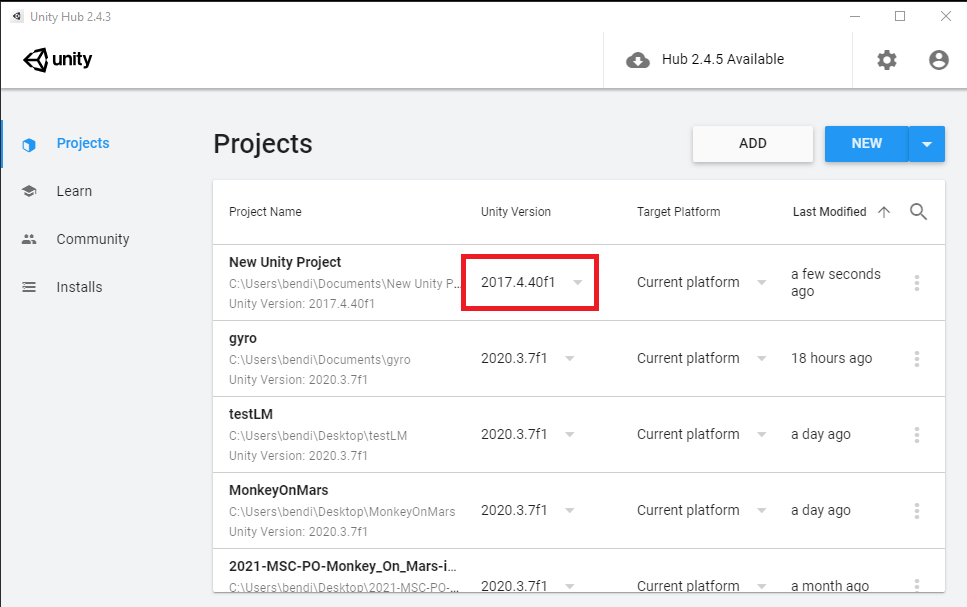 Unity Hub 2.4.3
unity
Hub 2.4.5 Available
Projects
Learn
Community
Installs
Projects
ADD
NEW
Project Name
Unity Version
Target Platform
Last Modified
New Unity Project
C:\Users\bendi\Documents\New Unity P...
Unity Version: 2017.4.40f1
2017.4.40f1
Current platform
a few seconds
ago
gyro
C:\Users\bendi\Documents\gyro
Unity Version: 2020.3.7f1
2020.3.7f1
Current platform
18 hours ago
testLM
C:\Users\bendi\Desktop\testLM
Unity Version: 2020.3.7f1
2020.3.7f1
Current platform
a day ago
MonkeyOnMars
C:\Users\bendi\Desktop\MonkeyOnMars
Unity Version: 2020.3.7f1
2020.3.7f1
Current platform
a day ago
2021-MSC-PO-Monkey_On_Mars-i...
C:\Users\bendi\Desktop\2021-MSC-PO-...
2020.3.7f1
Current platform
a month ago